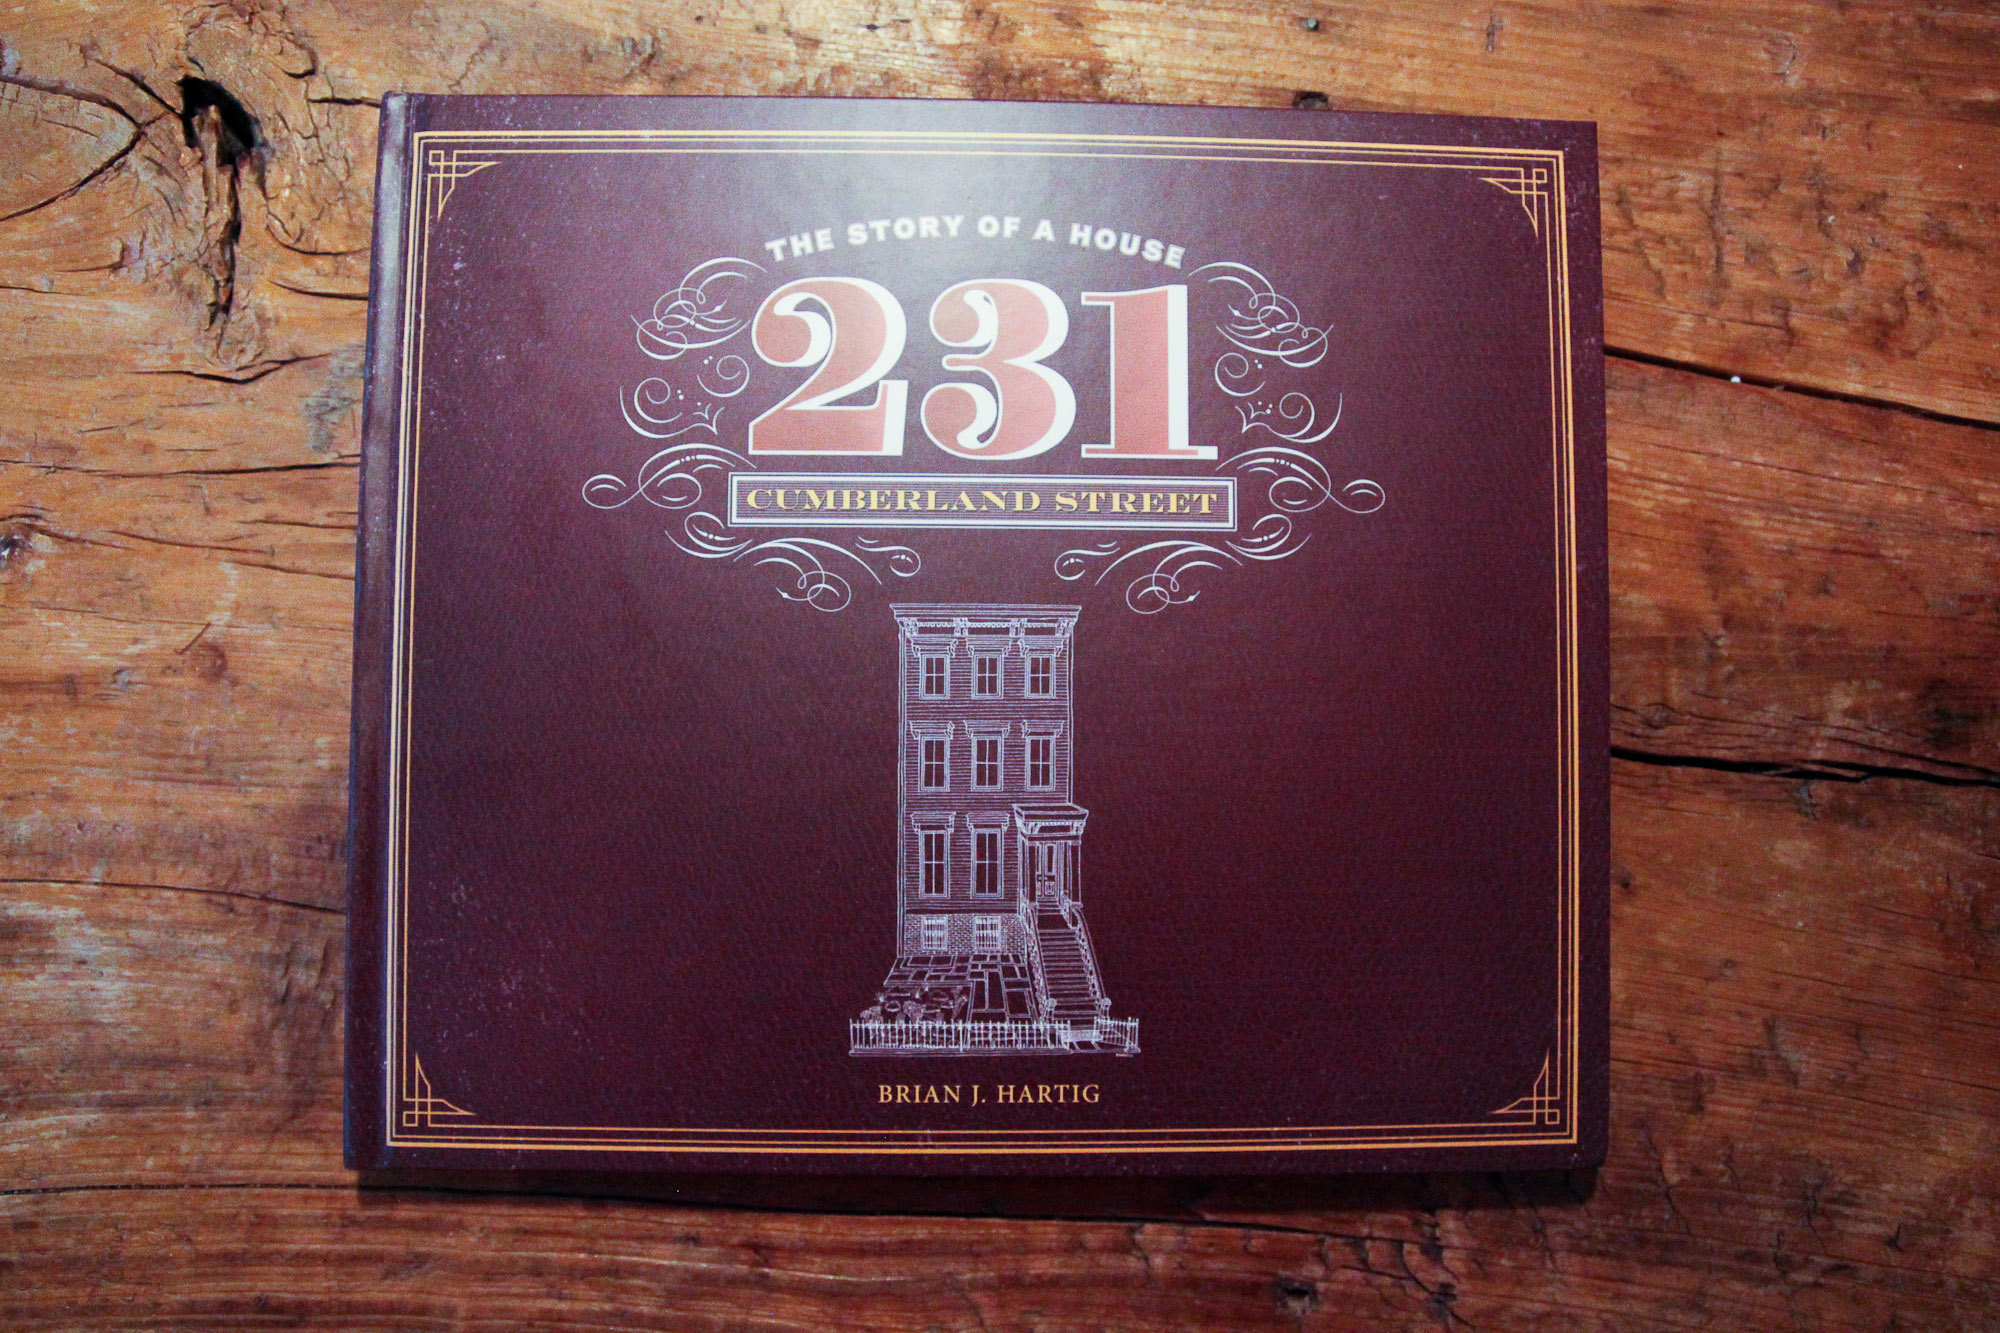 THE STORY OF A HOUSE
231
CUMBERLAND STREET
BRIAN J. HARTIG